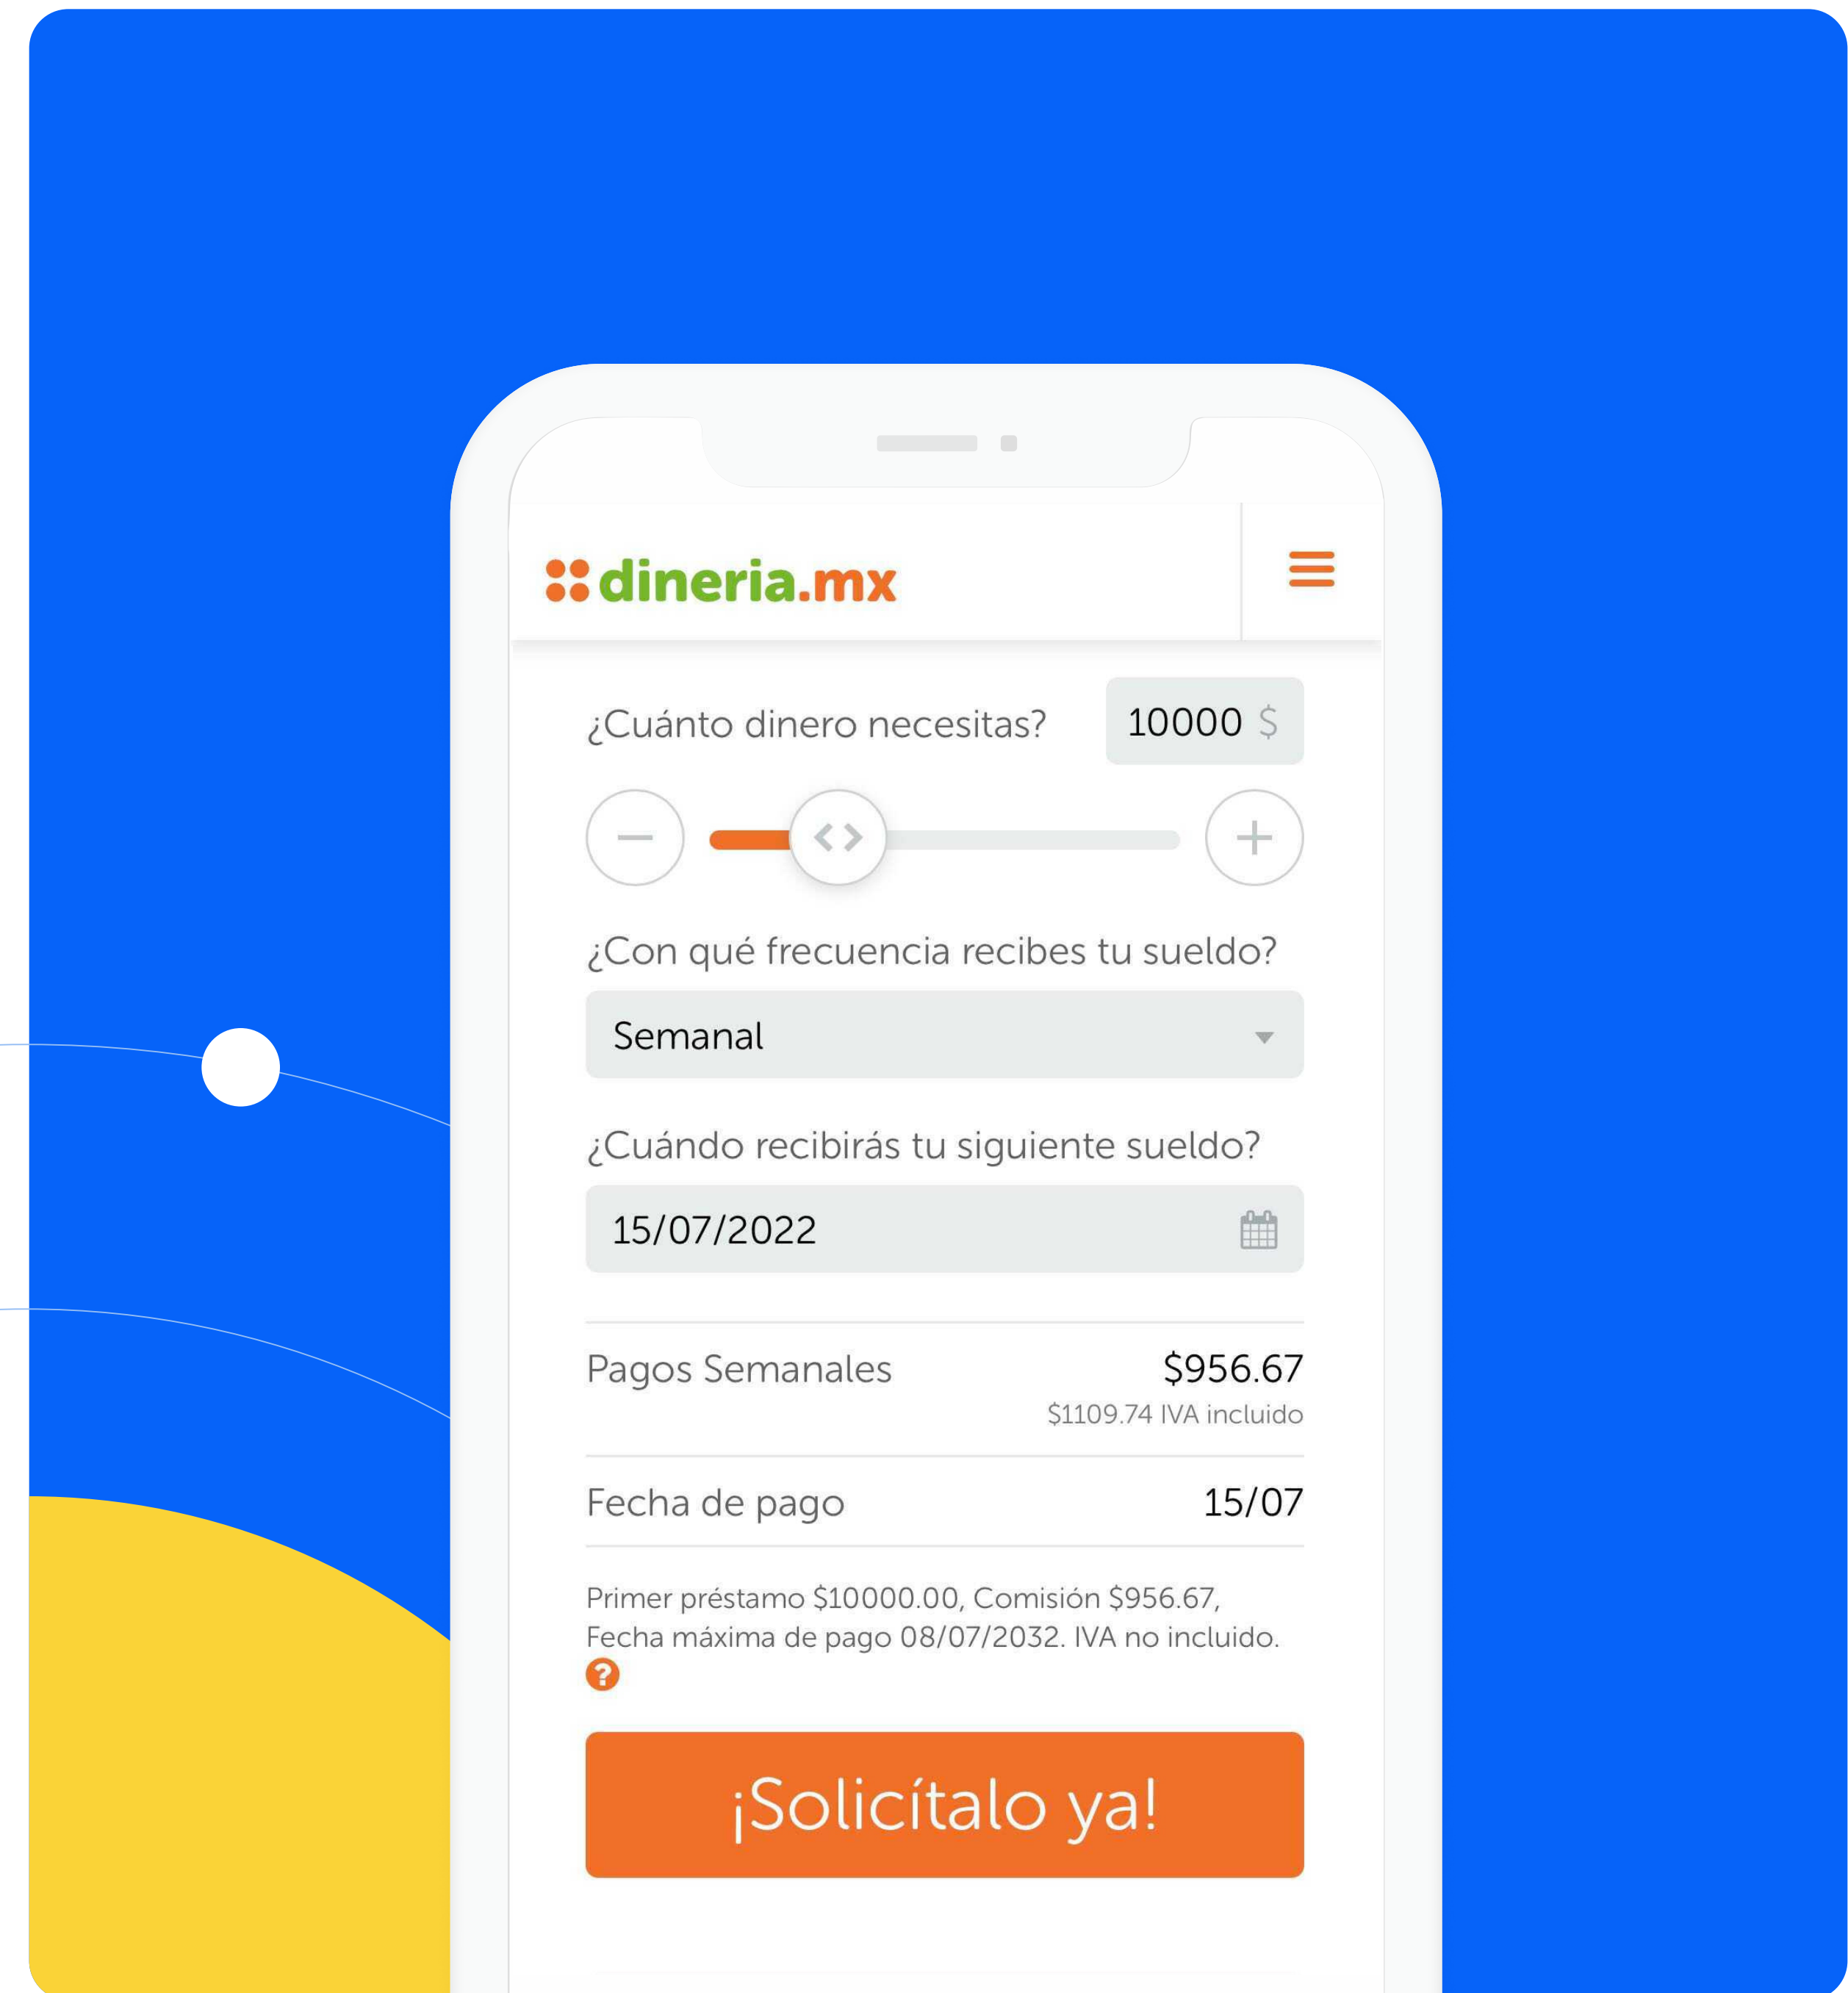 dineria.mx
¿Cuánto dinero necesitas?
10000 $
¿Con qué frecuencia recibes tu sueldo?
Semanal
¿Cuándo recibirás tu siguiente sueldo?
15/07/2022
Pagos Semanales
$956.67
$1109.74 IVA incluido
Fecha de pago
15/07
Primer préstamo $10000.00, Comisión $956.67,
Fecha máxima de pago 08/07/2032. IVA no incluido.
?
¡Solicítalo ya!